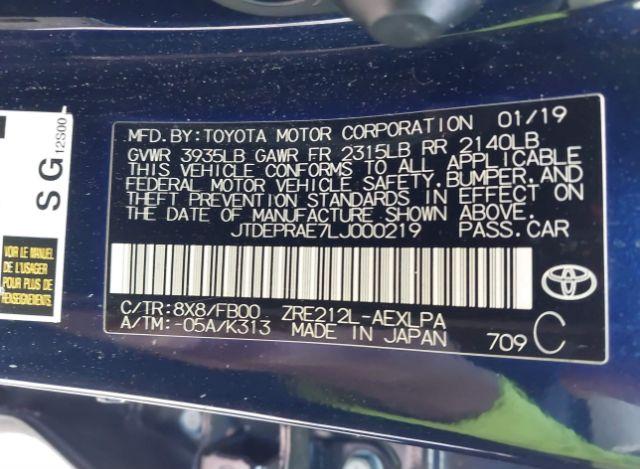 SG
12S00
VOIR LE MANUEL
DE L'USAGER
POUR PLUS DE
RENSEIGNEMENTS.
MFD.BY:TOYOTA MOTOR CORPORATION 01/19
GVWR 3935LB GAWR FR 2315LB RR 2140LB
THIS VEHICLE CONFORMS TO ALL APPLICABLE
FEDERAL MOTOR VEHICLE SAFETY,BUMPER,AND
THEFT PREVENTION STANDARDS IN EFFECT ON
THE DATE OF MANUFACTURE SHOWN ABOVE.
JTDEPRAE7LJ000219 PASS.CAR
C/TR:8X8/FB00 ZRE212L-AEXLPA
A/TM:-05A/K313 MADE IN JAPAN 709 C